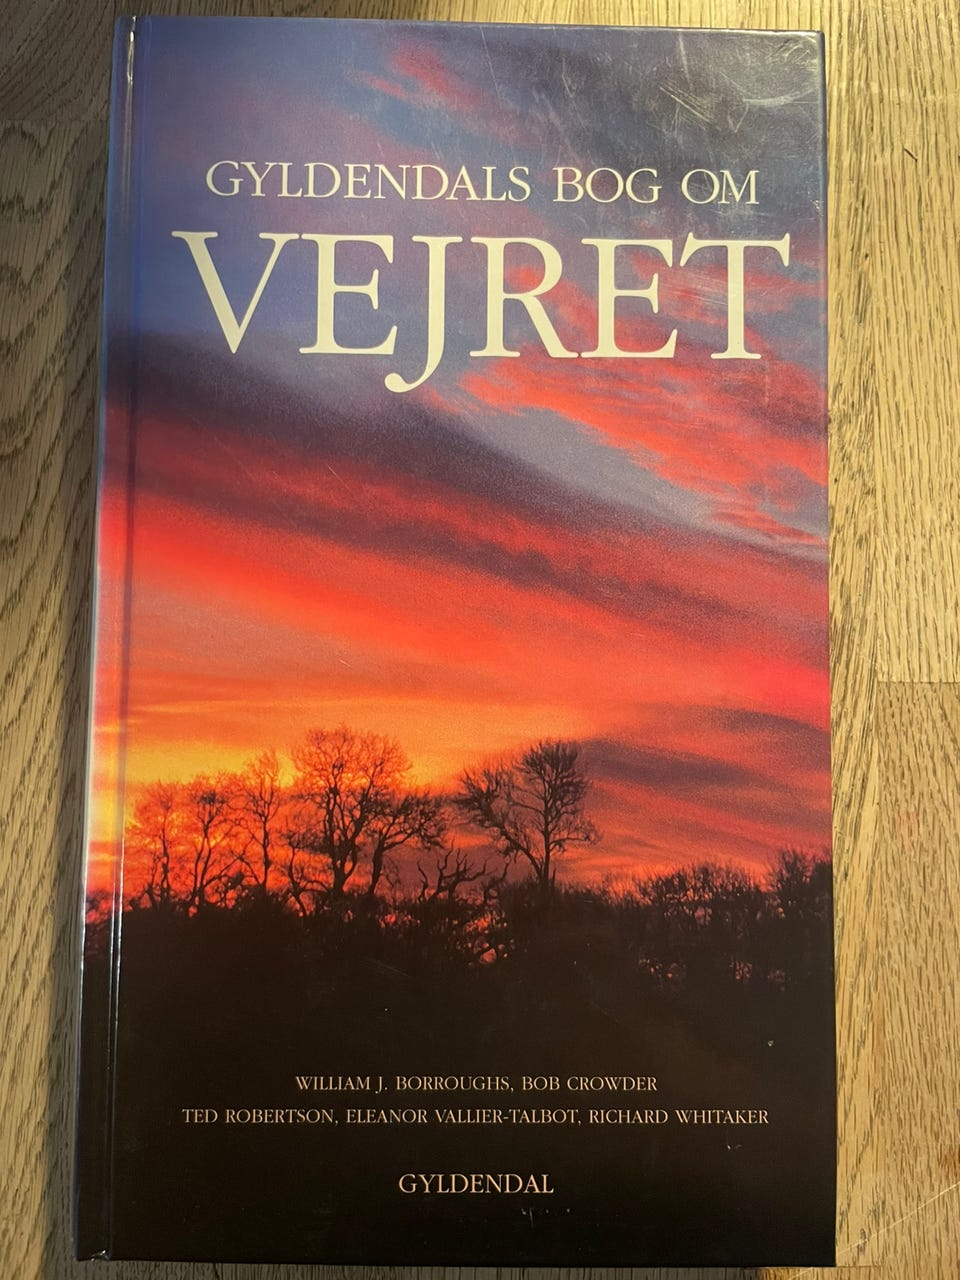 GYLDENDALS BOG OM
VEJRET
WILLIAM J. BORROUGHS, BOB CROWDER
TED ROBERTSON, ELEANOR VALLIER-TALBOT, RICHARD WHITAKER
GYLDENDAL